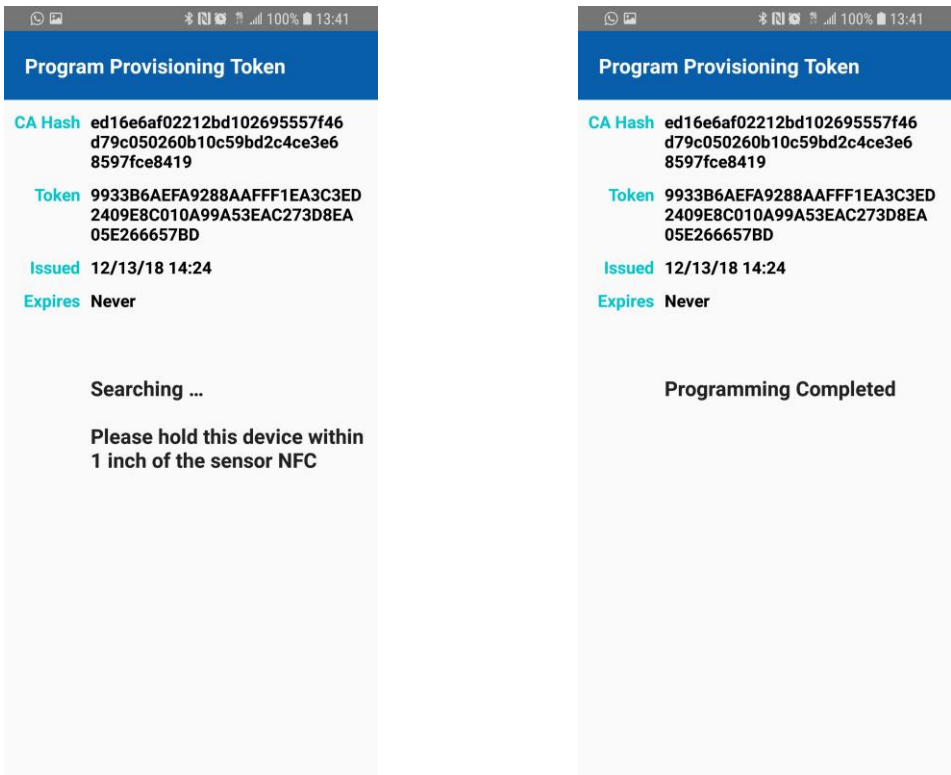 100% 13:41
Program Provisioning Token
CA Hash ed16e6af02212bd102695557f46
d79c050260b10c59bd2c4ce3e6
8597fce8419
Token 9933B6AEFA9288AAFFF1EA3C3ED
2409E8C010A99A53EAC273D8EA
05E266657BD
Issued 12/13/18 14:24
Expires Never
Searching ...
Please hold this device within
1 inch of the sensor NFC
100% 13:41
Program Provisioning Token
CA Hash ed16e6af02212bd102695557f46
d79c050260b10c59bd2c4ce3e6
8597fce8419
Token 9933B6AEFA9288AAFFF1EA3C3ED
2409E8C010A99A53EAC273D8EA
05E266657BD
Issued 12/13/18 14:24
Expires Never
Programming Completed